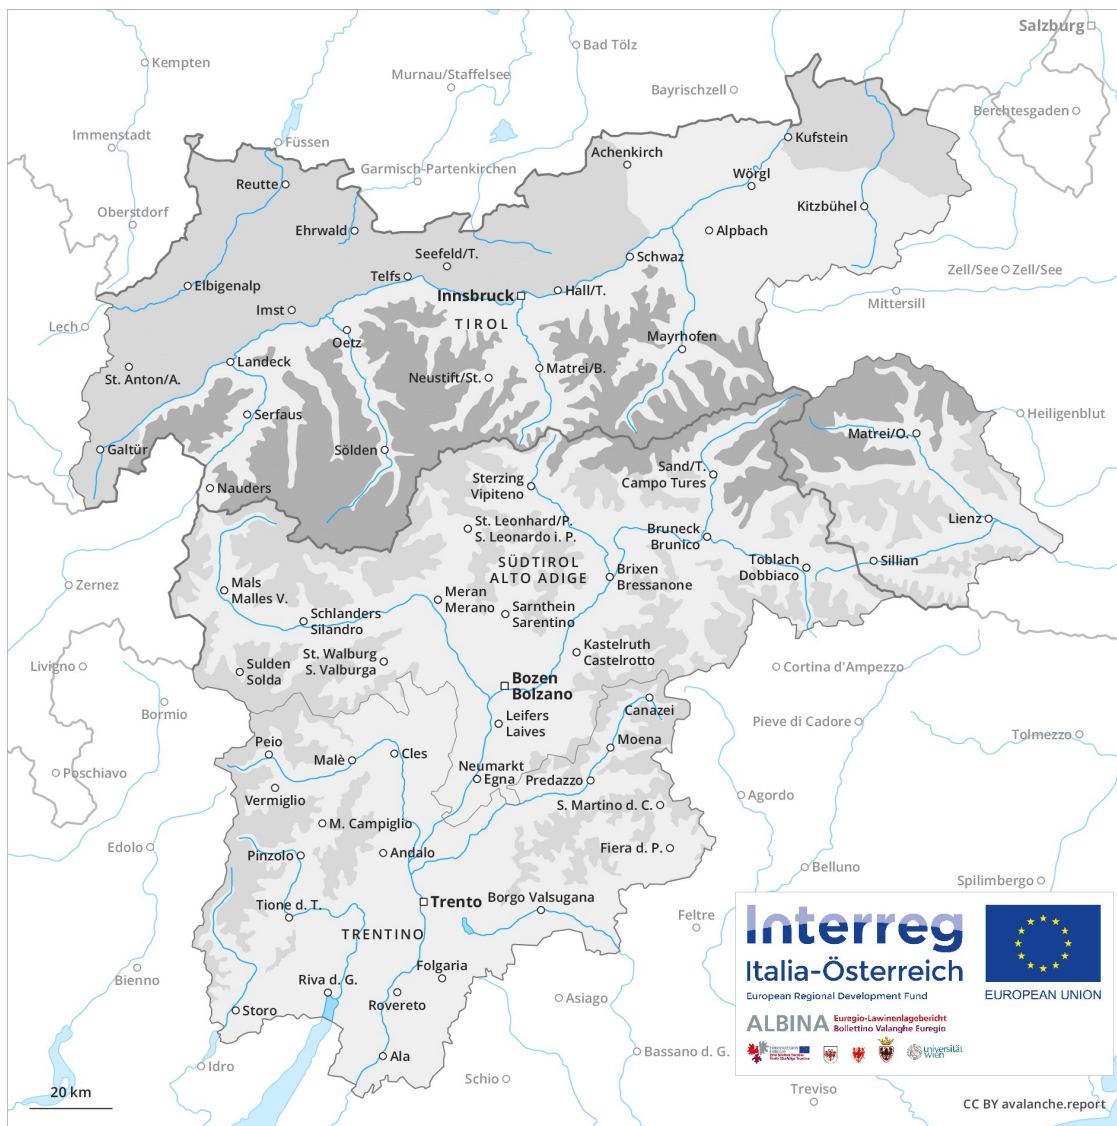 Salzburg
Bad Tölz
Kempten
Murnau/Staffelsee
Bayrischzell
Berchtesgaden
Immenstadt
Füssen
Kufstein
Achenkirch
Garmisch-Partenkirchen
Wörgl
Reutte
Kitzbühel
Oberstdorf
Ehrwald
Alpbach
Seefeld/T.
Schwaz
Telfs
Zell/See
Zell/See
Elbigenalp
Hall/T.
Innsbruck
Mittersill
Imst
TIROL
Lech
Oetz
Mayrhofen
Landeck
Matrei/B.
St. Anton/A.
Neustift/St.
Serfaus
Heiligenblut
Matrei/O.
Galtür
Sölden
Sand/T.
Campo Tures
Sterzing
Vipiteno
Nauders
Lienz
St. Leonhard/P.
S. Leonardo i. P.
Bruneck
Brunico
SÜDTIROL
ALTO ADIGE
Toblach
Dobbiaco
Sillian
Brixen
Bressanone
Zernez
Mals
Malles V.
Meran
Merano
Sarnthein
Sarentino
Schlanders
Silandro
Kastelruth
Castelrotto
St. Walburg
S. Valburga
Livigno
Sulden
Solda
Cortina d'Ampezzo
Bozen
Bolzano
Bormio
Canazei
Leifers
Laives
Pieve di Cadore
Tolmezzo
Moena
Peio
Cles
Malè
Poschiavo
Neumarkt
Egna
Predazzo
Vermiglio
Agordo
S. Martino d. C.
M. Campiglio
Edolo
Fiera d. P.
Pinzolo
Andalo
Belluno
Spilimbergo
Borgo Valsugana
Trento
Tione d. T.
Feltre
TRENTINO
Interreg
Italia-Österreich
European Regional Development Fund
EUROPEAN UNION
Folgaria
Bienno
Riva d. G.
Rovereto
Asiago
Storo
ALBINA
Euregio-Lawinenlagebericht
Bollettino Valanghe Euregio
universität
wien
Ala
Bassano d. G.
Idro
Schio
Treviso
20 km
CC BY avalanche.report